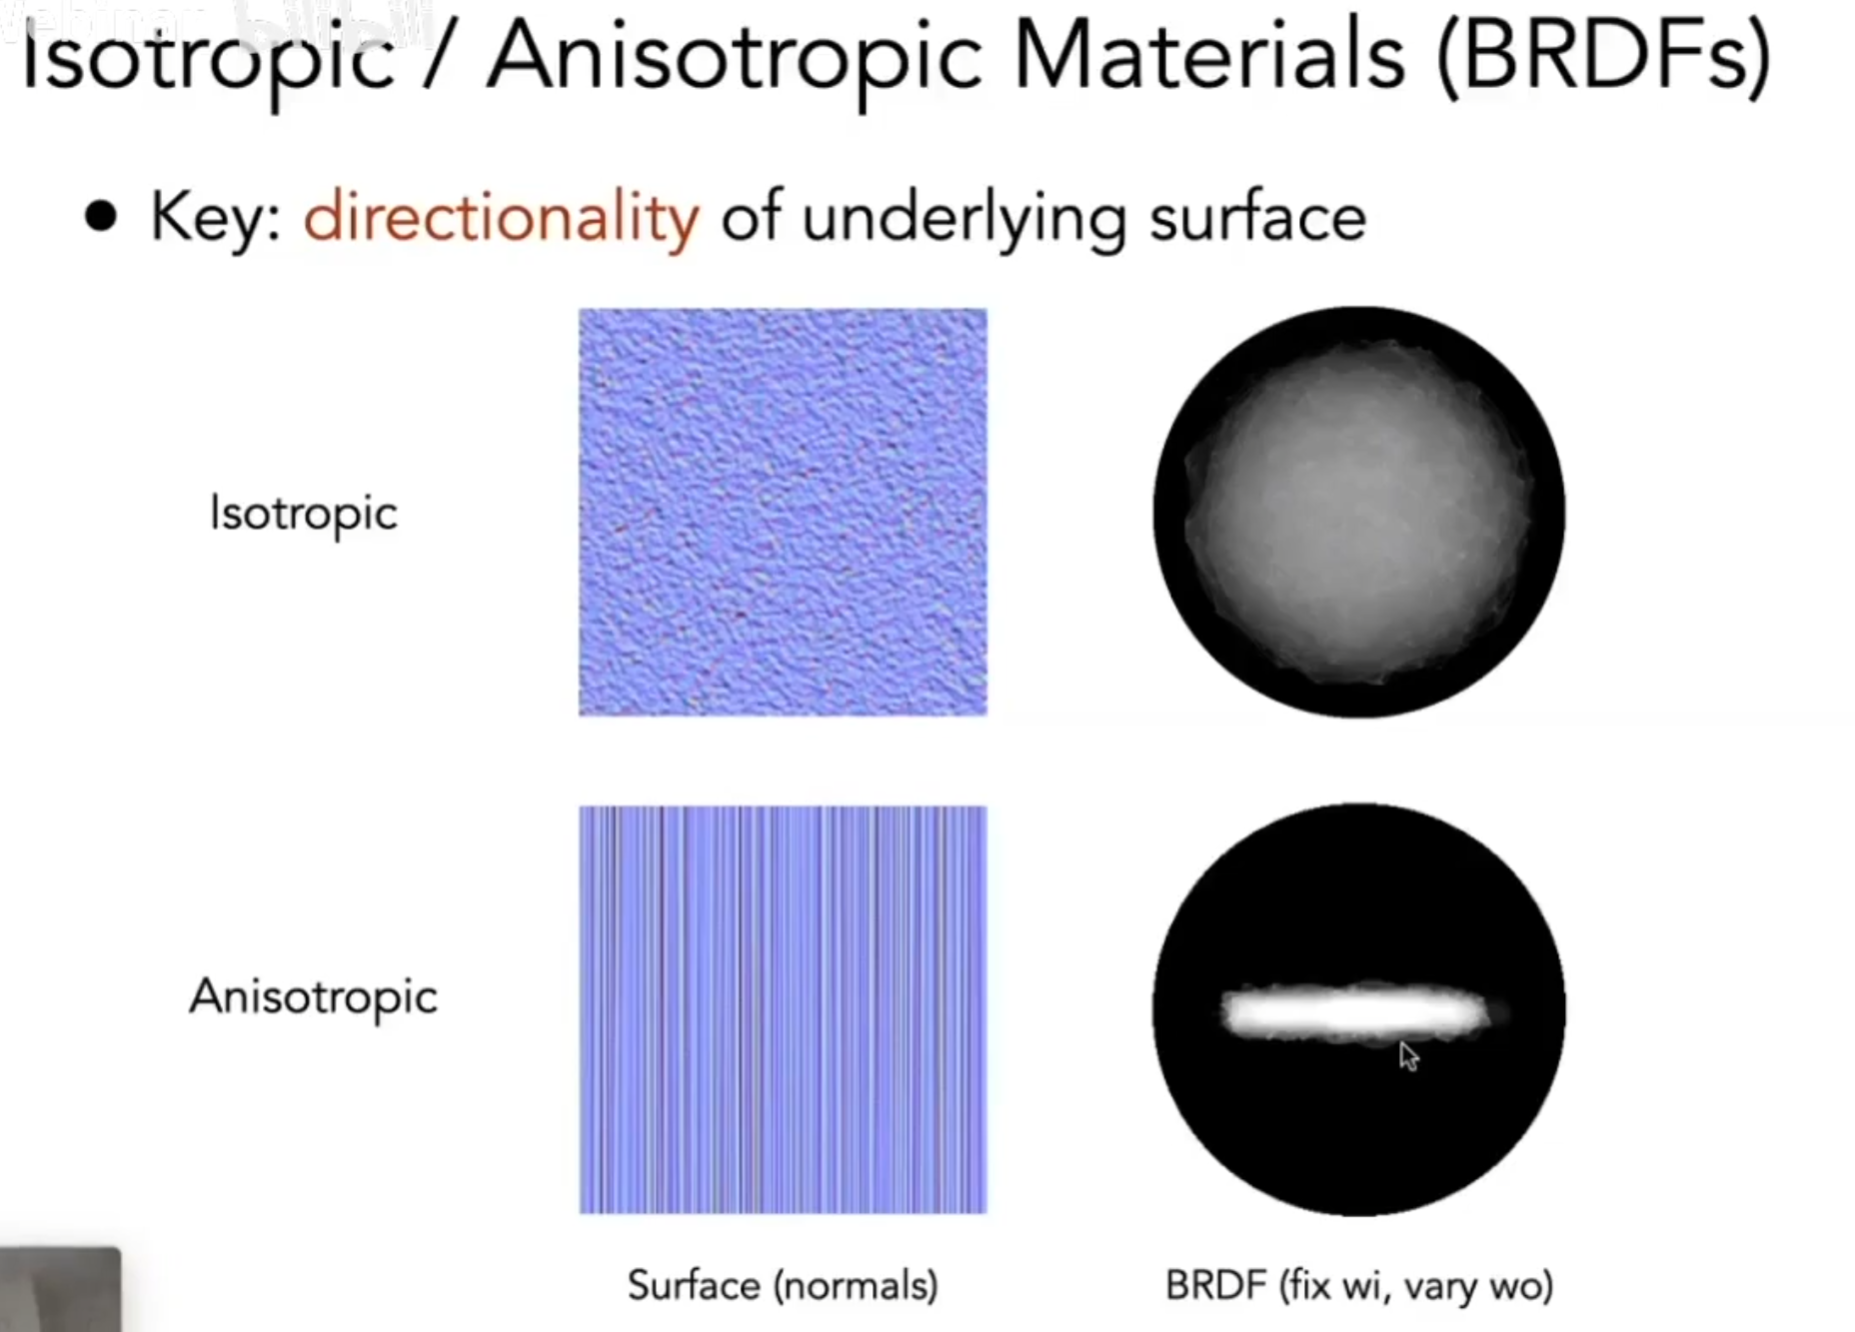 Isotropic / Anisotropic Materials (BRDFs)
● Key: directionality of underlying surface
Isotropic
Anisotropic
Surface (normals)
BRDF (fix wi, vary wo)